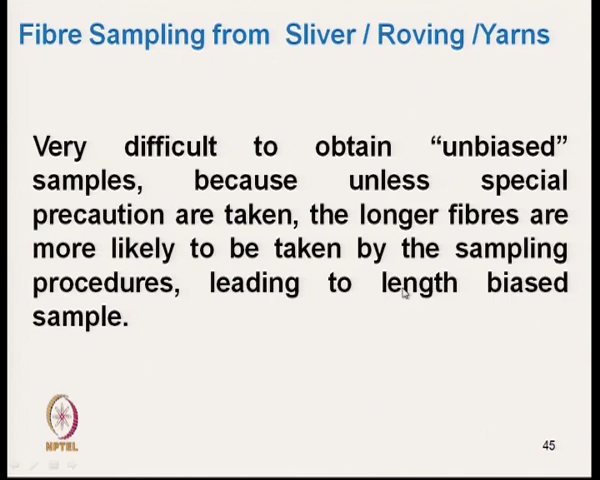 Fibre Sampling from Sliver / Roving /Yarns
Very difficult to obtain “unbiased”
samples, because unless special
precaution are taken, the longer fibres are
more likely to be taken by the sampling
procedures, leading to length biased
sample.
NPTEL
45